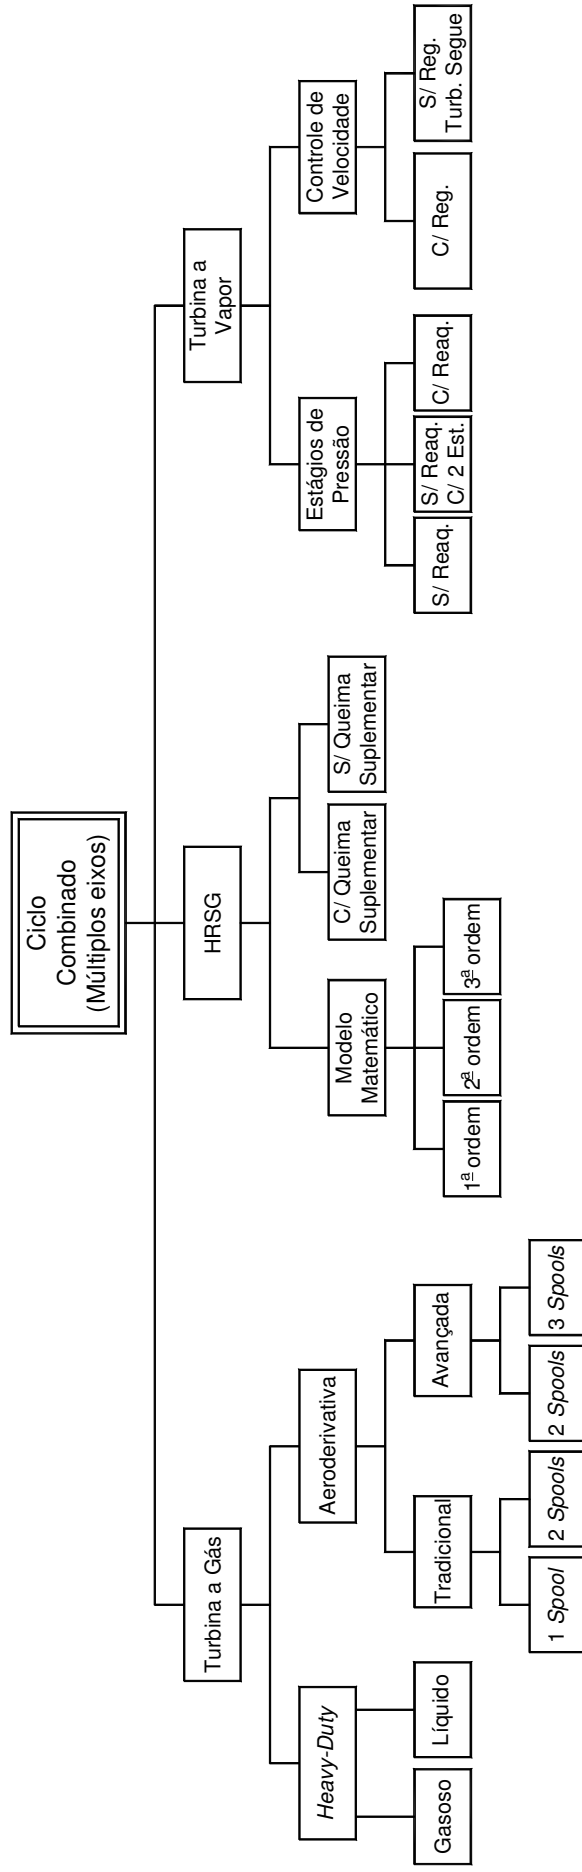 Ciclo
Combinado
(Múltiplos eixos)
Turbina a Gás
HRSG
Turbina a
Vapor
Heavy-Duty
Aeroderivativa
Modelo
Matemático
C/ Queima
Suplementar
S/ Queima
Suplementar
Estágios de
Pressão
Controle de
Velocidade
Gasoso
Líquido
Tradicional
Avançada
1ª ordem
2ª ordem
3ª ordem
S/ Reaq.
S/ Reaq.
C/ 2 Est.
C/ Reaq.
C/ Reg.
S/ Reg.
Turb. Segue
1 Spool
2 Spools
2 Spools
3 Spools